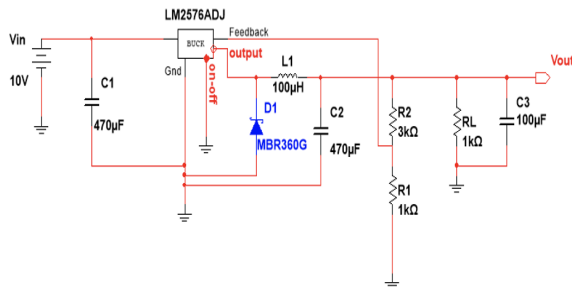 LM2576ADJ
Vin
BUCK
Feedback
output
Gnd
on-off
10V
C1
470µF
L1
100µH
Vout
D1
MBR360G
C2
470µF
R2
3kΩ
R1
1kΩ
RL
1kΩ
C3
100µF